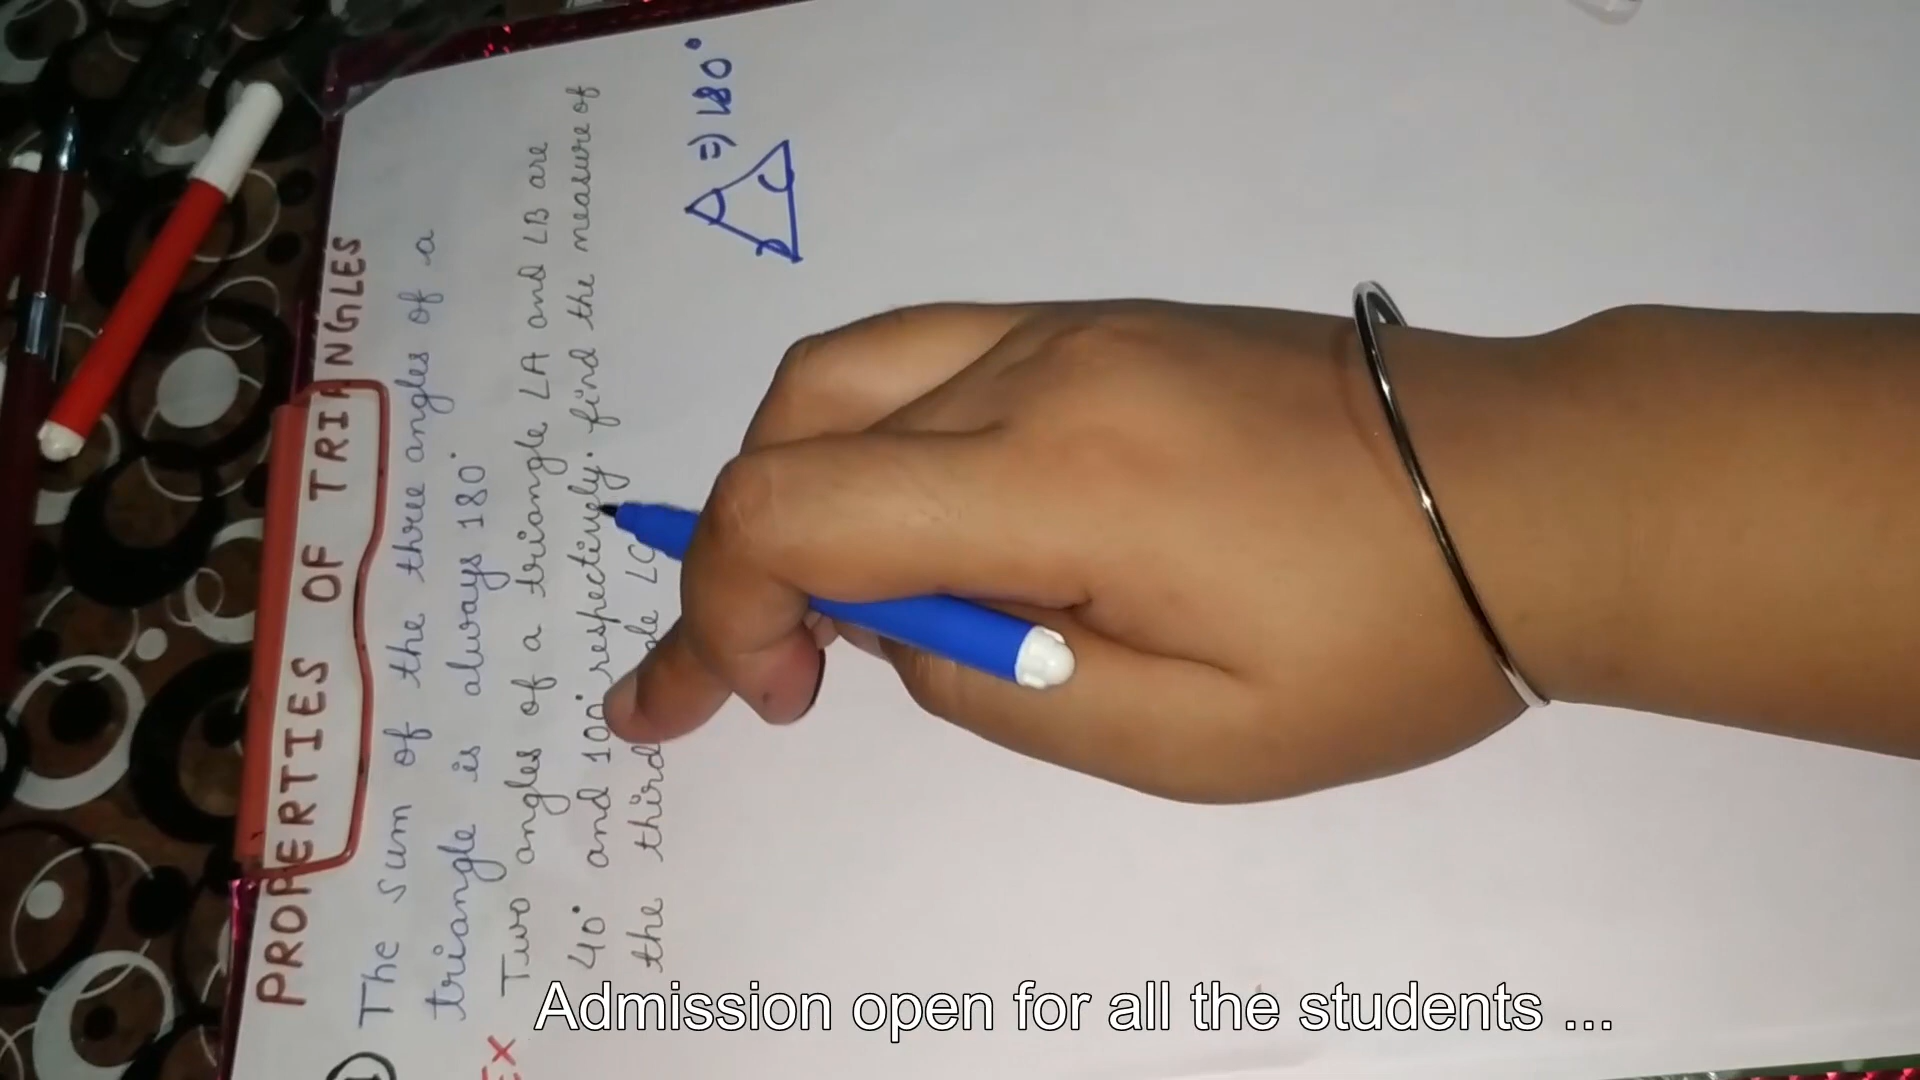 PROPERTIES OF TRIANGLES
1 The sum of the three angles of a
triangle is always 180°
EX Two angles of a triangle ∠A and ∠B are
40° and 100° respectively. find the measure of
the third ∠C
=) 180°
Admission open for all the students ...